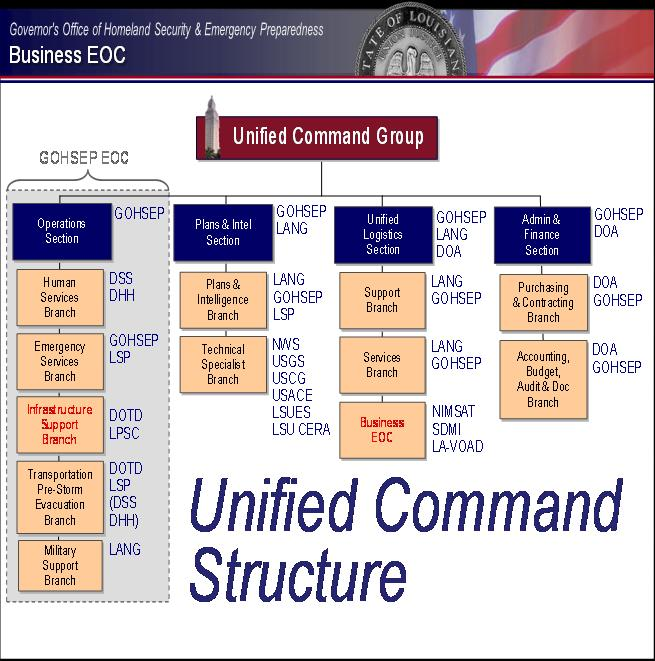 Governor's Office of Homeland Security & Emergency Preparedness
Business EOC
STATE OF LOUISIANA
Unified Command Group
GOHSEP EOC
Operations
Section
GOHSEP
Human
Services
Branch
DSS
DHH
Emergency
Services
Branch
GOHSEP
LSP
Infrastructure
Support
Branch
DOTD
LPSC
Transportation
Pre-Storm
Evacuation
Branch
DOTD
LSP
(DSS
DHH)
Military
Support
Branch
LANG
Plans & Intel
Section
GOHSEP
LANG
Plans &
Intelligence
Branch
LANG
GOHSEP
LSP
Technical
Specialist
Branch
NWS
USGS
USCG
USACE
LSUES
LSU CERA
Unified
Logistics
Section
GOHSEP
LANG
DOA
Support
Branch
LANG
GOHSEP
Services
Branch
LANG
GOHSEP
Business
EOC
NIMSAT
SDMI
LA-VOAD
Admin &
Finance
Section
GOHSEP
DOA
Purchasing
& Contracting
Branch
DOA
GOHSEP
Accounting,
Budget,
Audit & Doc
Branch
DOA
GOHSEP
Unified Command
Structure